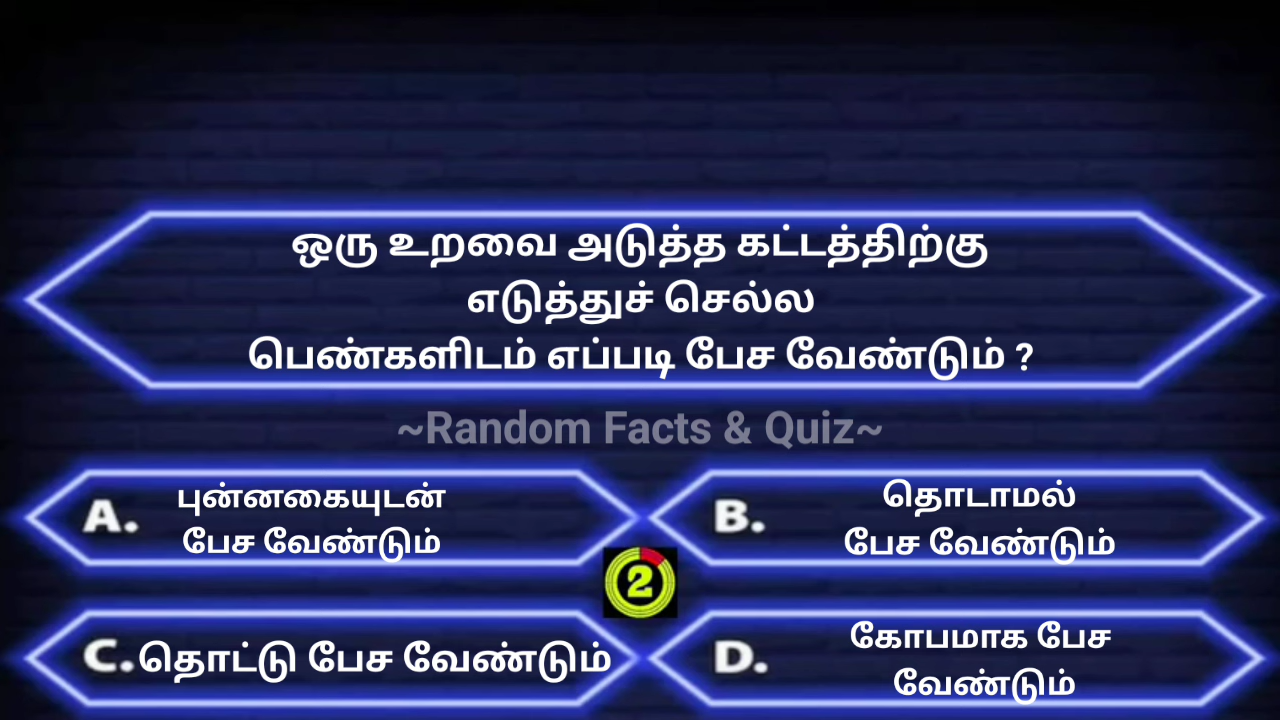 ஒரு உறவை அடுத்த கட்டத்திற்கு
எடுத்துச் செல்ல
பெண்களிடம் எப்படி பேச வேண்டும் ?
~Random Facts & Quiz~
A. புன்னகையுடன்
பேச வேண்டும்
B. தொடாமல்
பேச வேண்டும்
2
C. தொட்டு பேச வேண்டும்
D. கோபமாக பேச
வேண்டும்